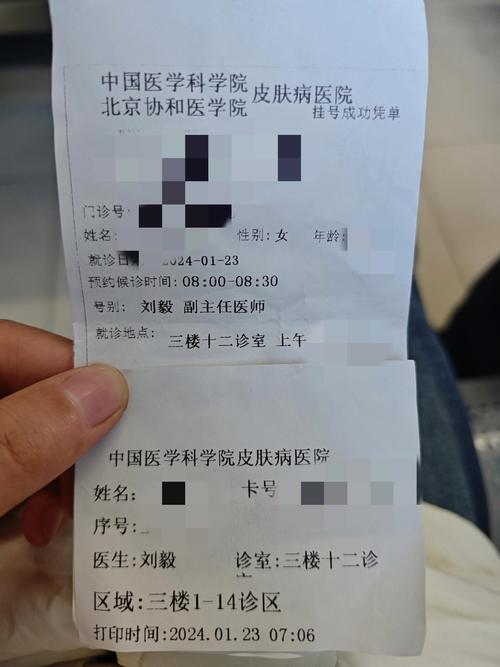 中国医学科学院 皮肤病医院
北京协和医学院
挂号成功凭单
门诊号
姓名: 性别:女 年龄:
就诊日 2024-01-23
预约候诊时间:08:00-08:30
号别: 刘毅 副主任医师
就诊地点: 三楼十二诊室 上午
中国医学科学院皮肤病医院
姓名: 卡号
序号:
医生:刘毅 诊室:三楼十二诊
区域:三楼1-14诊区
打印时间:2024.01.23 07:06